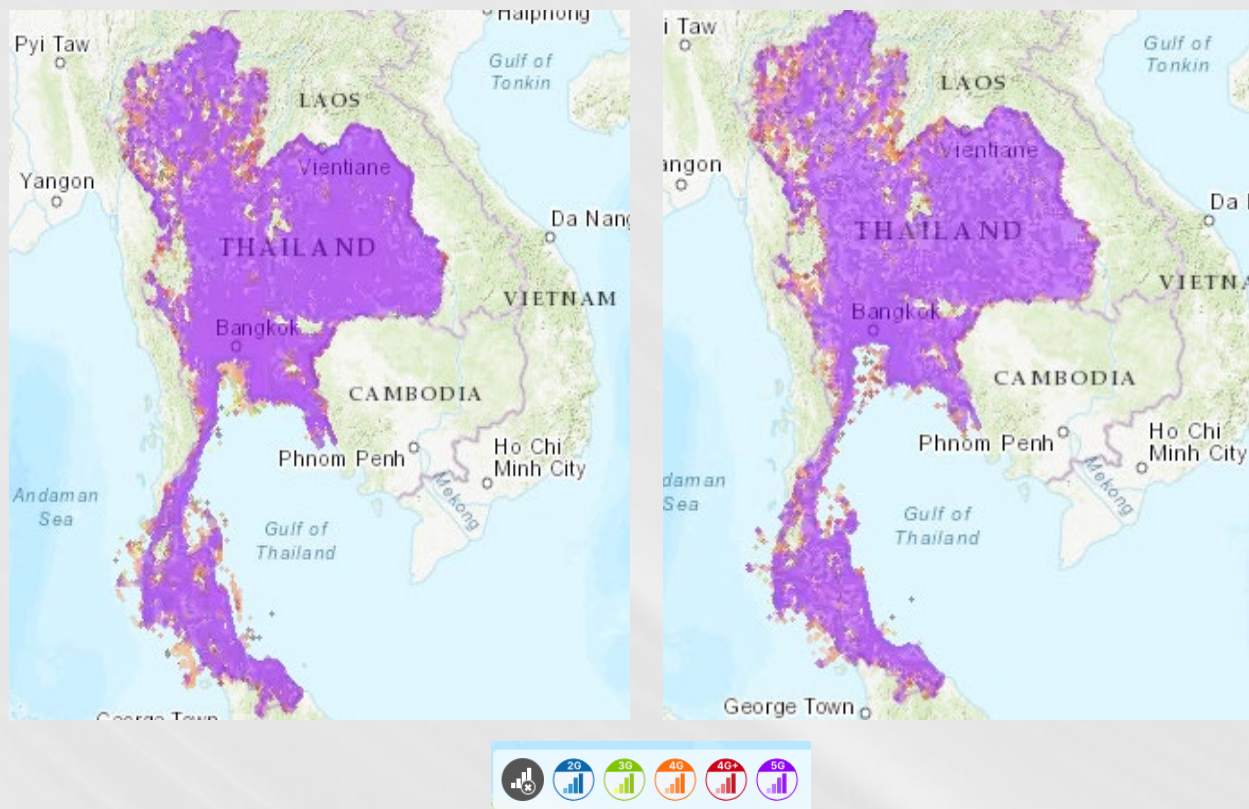 Haiphong
Pyi Taw
Gulf of
Tonkin
LAOS
Vientiane
Yangon
Da Nang
THAILAND
VIETNAM
Bangkok
CAMBODIA
Phnom Penh
Ho Chi
Minh City
Mekong
Andaman
Sea
Gulf of
Thailand
George Town
i Taw
Gulf of
Tonkin
LAOS
Vientiane
angon
Da
THAILAND
VIETNA
Bangkok
CAMBODIA
Phnom Penh
Ho Chi
Minh City
Mekong
daman
Sea
Gulf of
Thailand
George Town
2G
3G
4G
4G+
5G